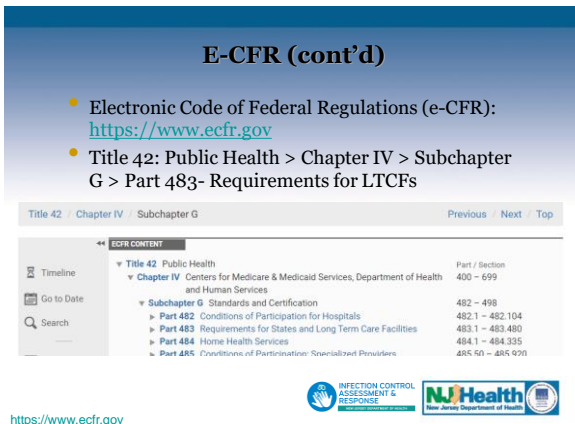 E-CFR (cont’d)
Electronic Code of Federal Regulations (e-CFR):
https://www.ecfr.gov
Title 42: Public Health > Chapter IV > Subchapter
G > Part 483- Requirements for LTCFs
Title 42 / Chapter IV / Subchapter G
Previous / Next / Top
ECFR CONTENT
Title 42 Public Health
Part / Section
Chapter IV Centers for Medicare & Medicaid Services, Department of Health
and Human Services
400 – 699
Subchapter G Standards and Certification
482 – 498
Part 482 Conditions of Participation for Hospitals
482.1 – 482.104
Part 483 Requirements for States and Long Term Care Facilities
483.1 – 483.480
Part 484 Home Health Services
484.1 – 484.335
Part 485 Conditions of Participation: Specialized Providers
485.50 – 485.920
Timeline
Go to Date
Search
INFECTION CONTROL
ASSESSMENT &
RESPONSE
NEW JERSEY DEPARTMENT OF HEALTH
NJHealth
New Jersey Department of Health
https://www.ecfr.gov